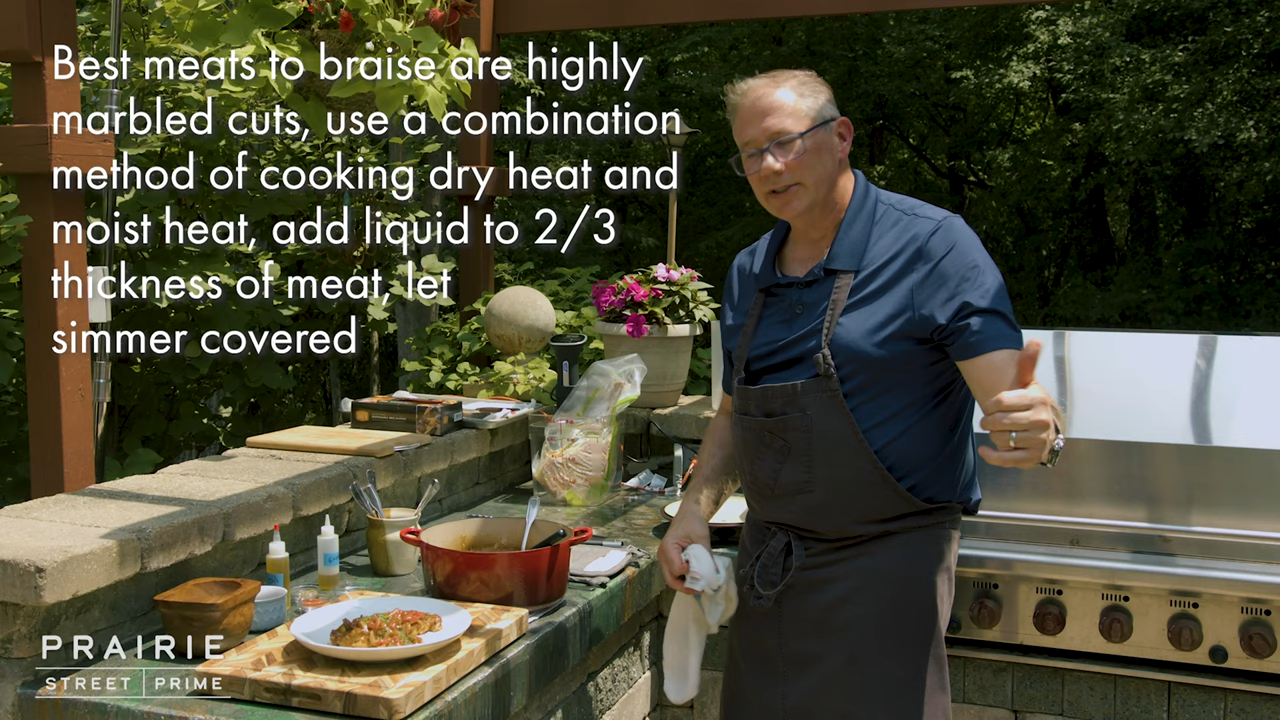 Best meats to braise are highly
marbled cuts, use a combination
method of cooking dry heat and
moist heat, add liquid to 2/3
thickness of meat, let
simmer covered
PRAIRIE
STREET PRIME